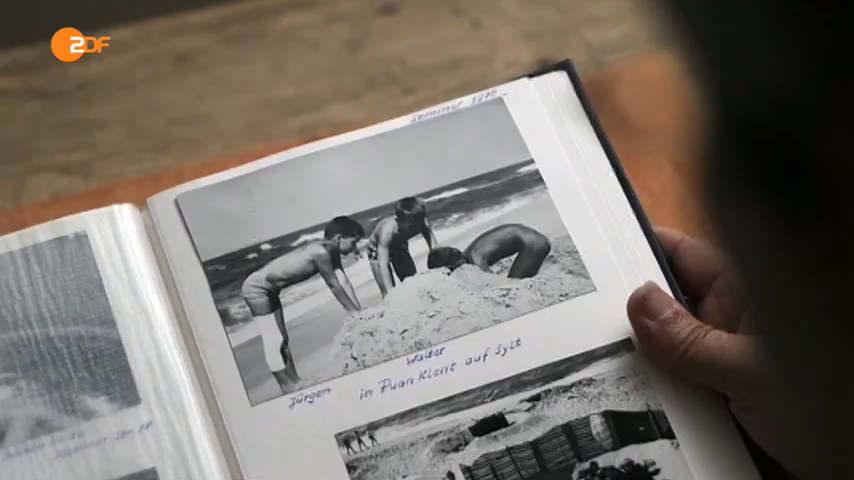 ZDF
Sommer 1970
Walter
Jürgen
in Puan Klent auf Sylt